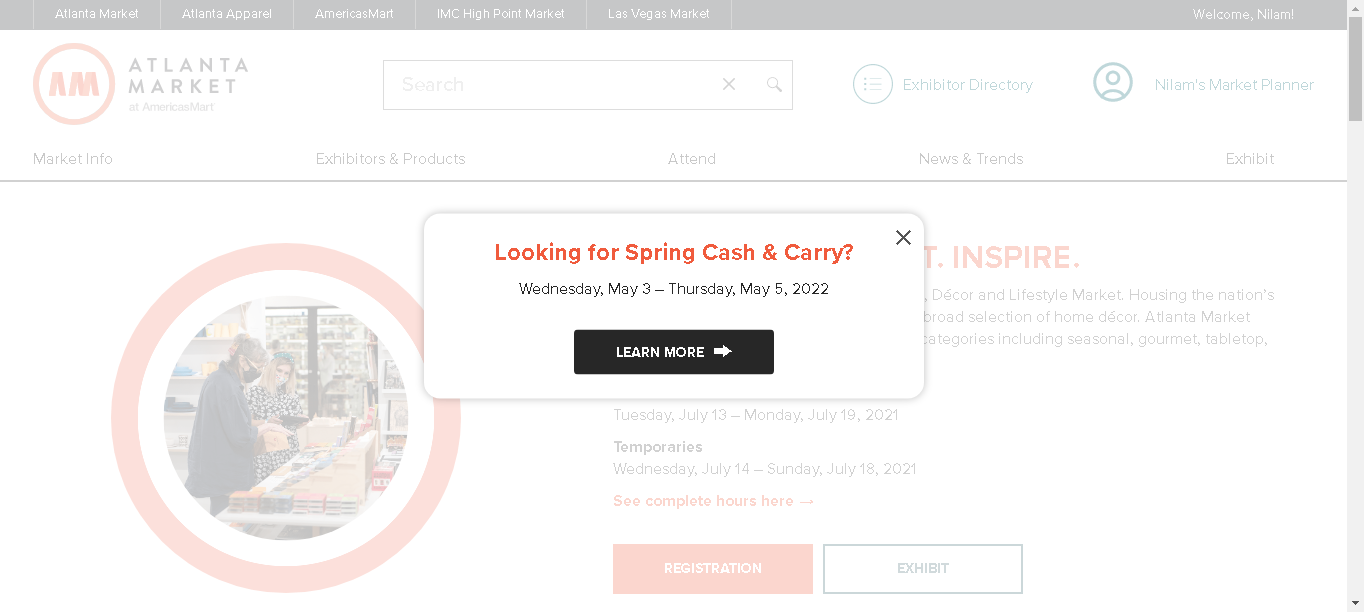 Atlanta Market
Atlanta Apparel
AmericasMart
IMC High Point Market
Las Vegas Market
Welcome, Nilam!
AM
ATLANTA
MARKET
at AmericasMart
Search
Exhibitor Directory
Nilam's Market Planner
Market Info
Exhibitors & Products
Attend
News & Trends
Exhibit
Looking for Spring Cash & Carry?
Wednesday, May 3 – Thursday, May 5, 2022
LEARN MORE
T. INSPIRE.
, Décor and Lifestyle Market. Housing the nation's
broad selection of home décor. Atlanta Market
categories including seasonal, gourmet, tabletop,
Tuesday, July 13 – Monday, July 19, 2021
Temporaries
Wednesday, July 14 – Sunday, July 18, 2021
See complete hours here →
REGISTRATION
EXHIBIT